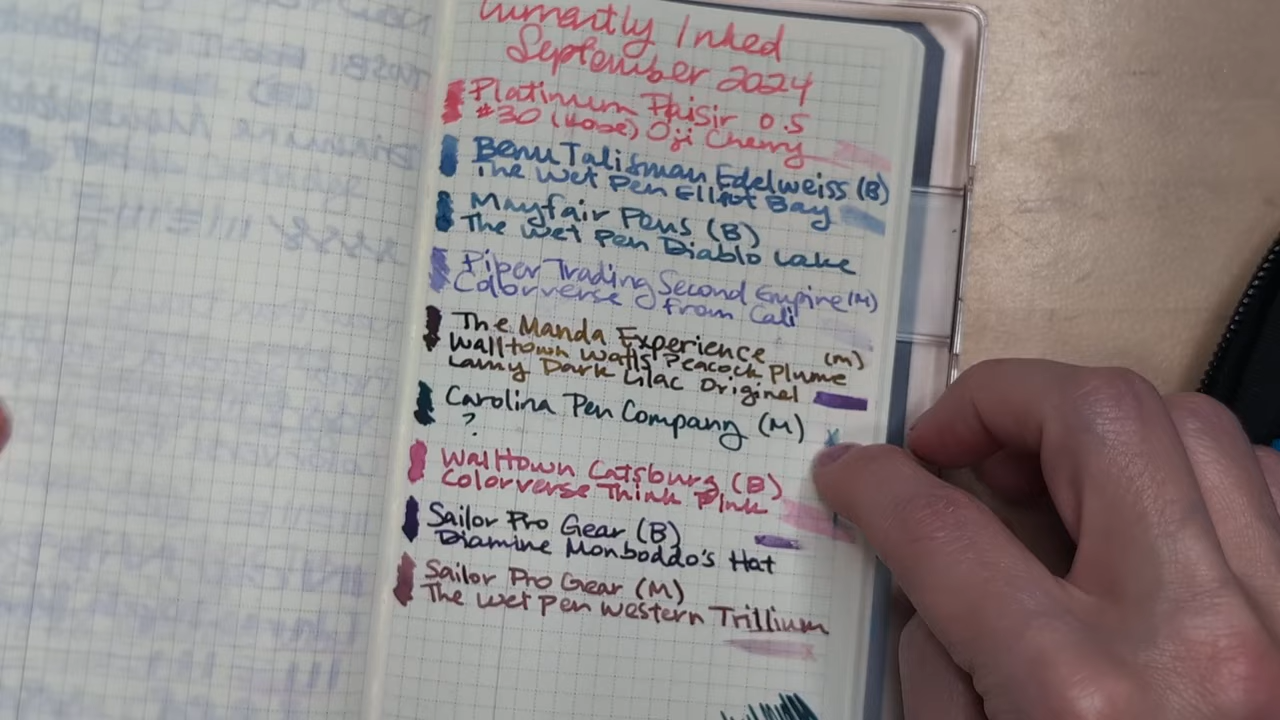 Currently Inked
September 2024
Platinum Plaisir 0.5
#30 (Kobe) Oji Cherry
Benu Talisman Edelweiss (B)
The Wet Pen Elliot Bay
Mayfair Pens (B)
The Wet Pen Diablo Lake
Piper Trading Second Empire (M)
Colorverse From Cali
The Manda Experience (M)
Walltown Walls Peacock Plume
Lamy Dark Lilac Original
Carolina Pen Company (M)
?
Walltown Catsburg (B)
Colorverse Think Pink
Sailor Pro Gear (B)
Diamine Monboddo's Hat
Sailor Pro Gear (M)
The Wet Pen Western Trillium